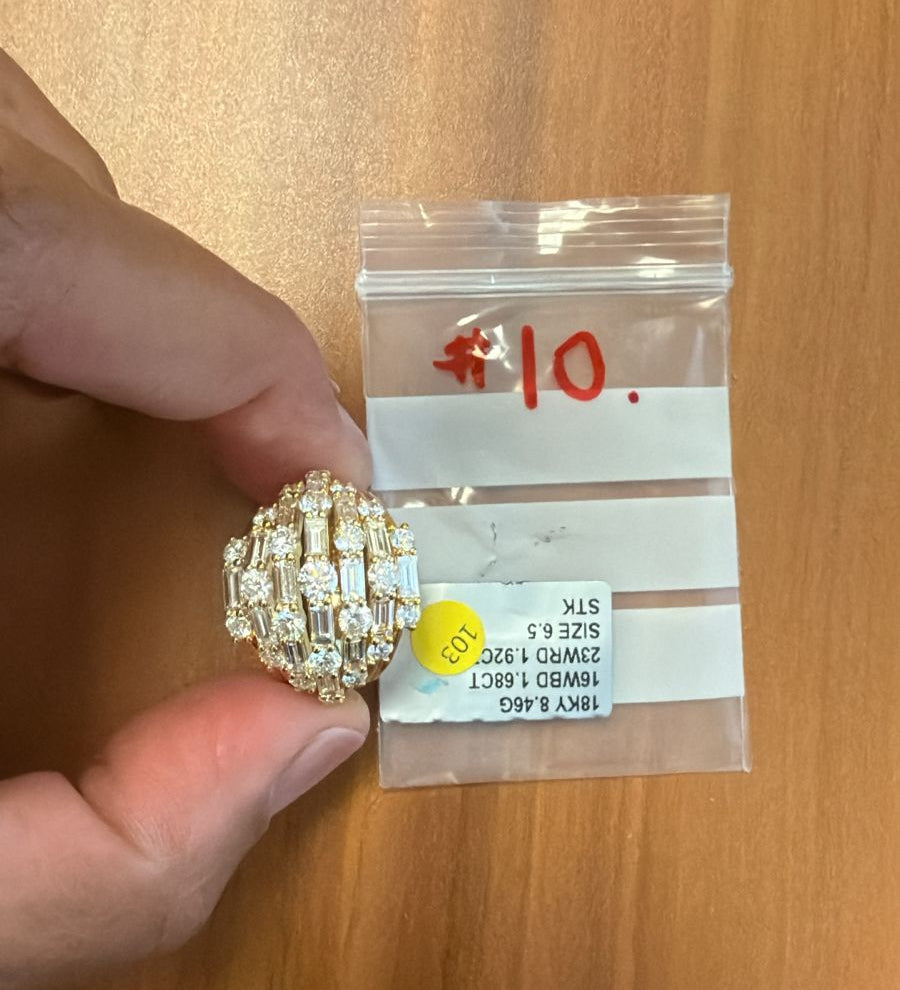 #10.
18KY 8.46G
16WBD 1.68CT
23WRD 1.92C
SIZE 6.5
STK
103